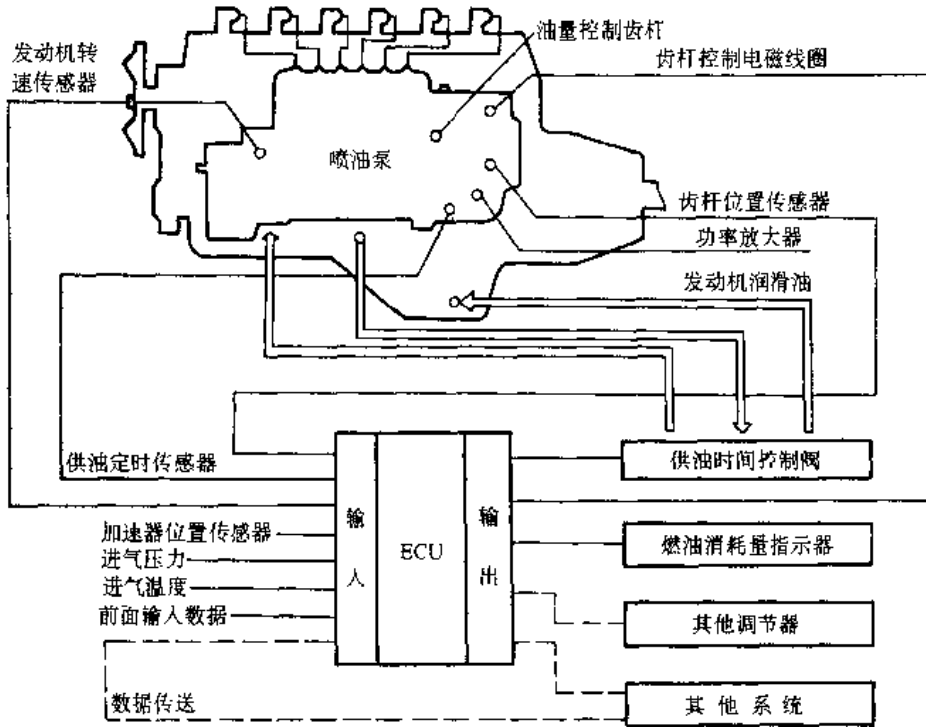 油量控制齿杆
发动机转
速传感器
齿杆控制电磁线圈
喷油泵
齿杆位置传感器
功率放大器
发动机润滑油
供油定时传感器
供油时间控制阀
输入
ECU
输出
加速器位置传感器
进气压力
进气温度
前面输入数据
燃油消耗量指示器
其他调节器
数据传送
其他系统